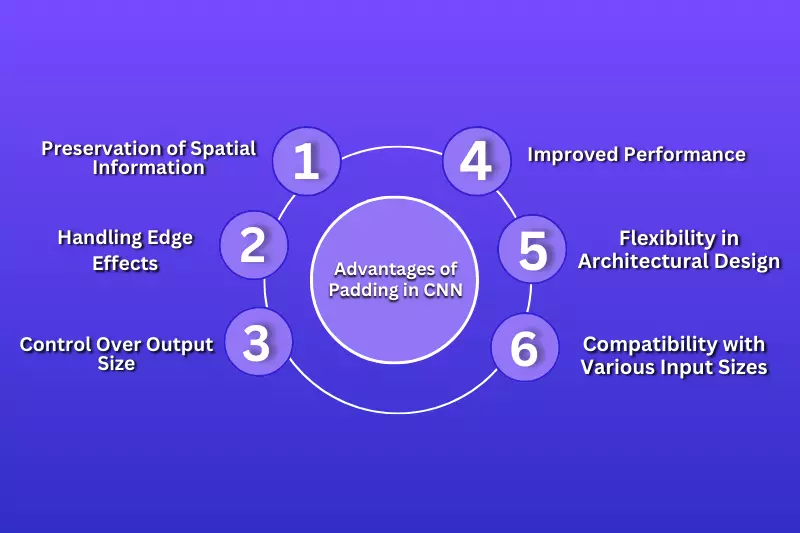 1
Preservation of Spatial
Information
2
Handling Edge
Effects
3
Control Over Output
Size
Advantages of
Padding in CNN
4
Improved Performance
5
Flexibility in
Architectural Design
6
Compatibility with
Various Input Sizes